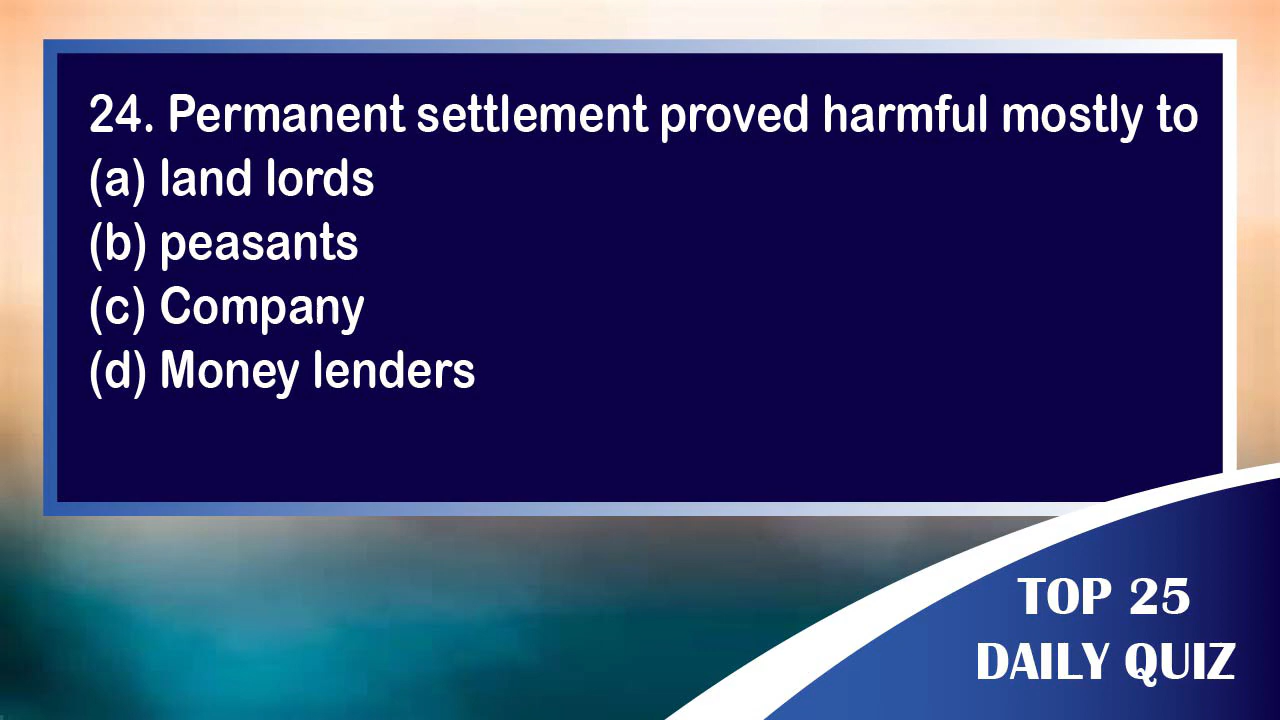 24. Permanent settlement proved harmful mostly to
(a) land lords
(b) peasants
(c) Company
(d) Money lenders
TOP 25
DAILY QUIZ